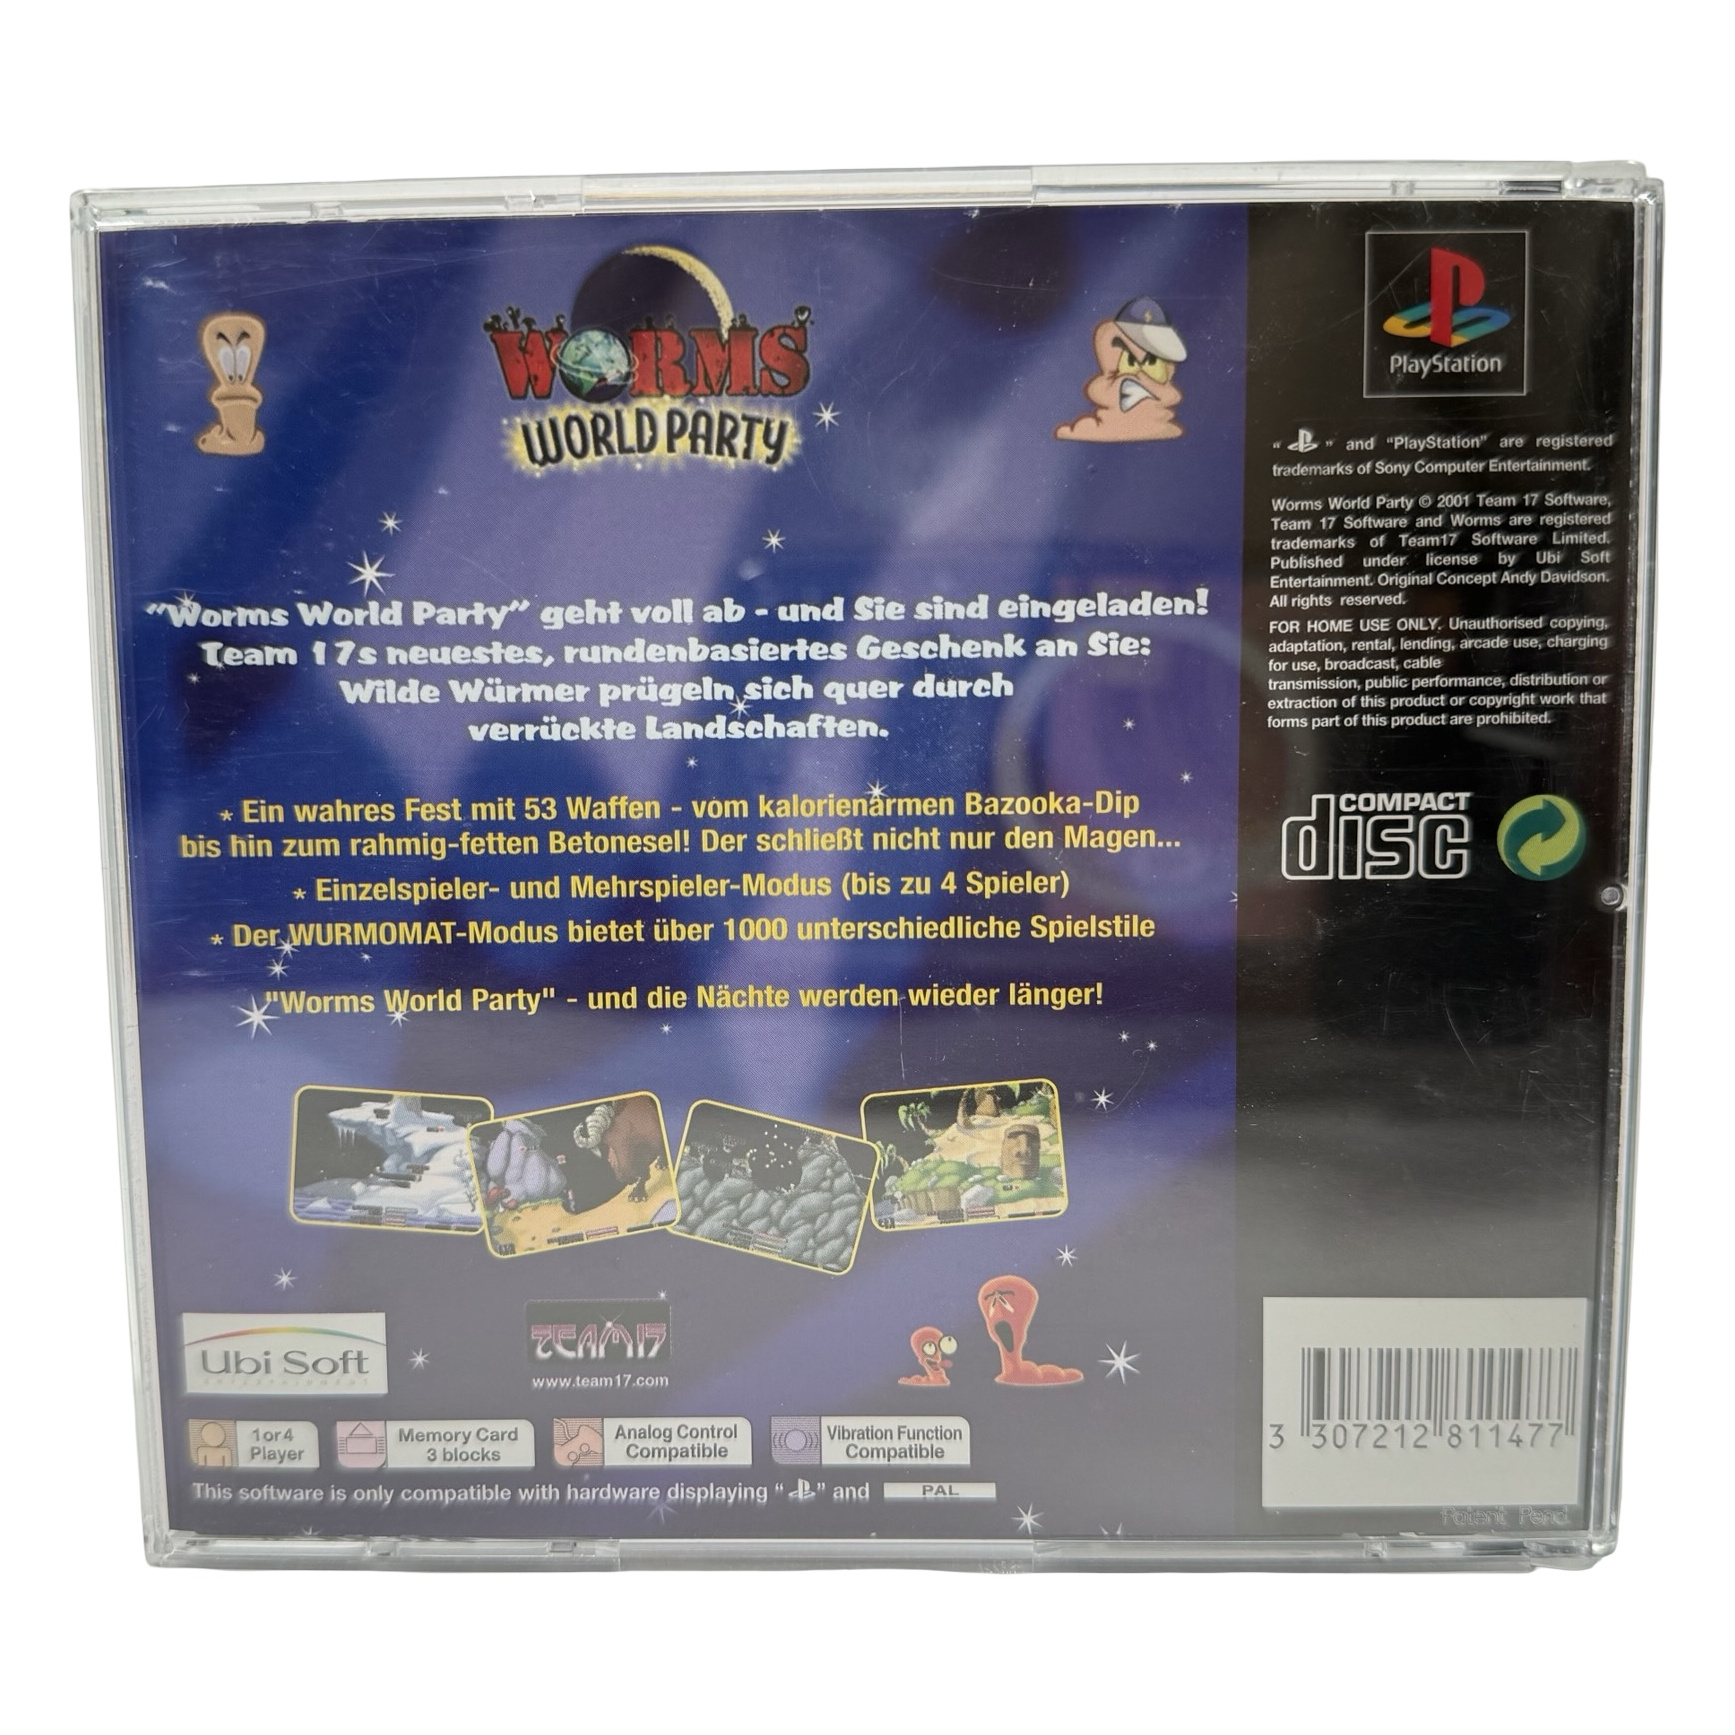 WORMS
WORLD PARTY
"Worms World Party" geht voll ab - und Sie sind eingeladen!
Team 17s neuestes, rundenbasiertes Geschenk an Sie:
Wilde Würmer prügeln sich quer durch
verrückte Landschaften.
* Ein wahres Fest mit 53 Waffen - vom kalorienarmen Bazooka-Dip
bis hin zum rahmig-fetten Betonesel! Der schließt nicht nur den Magen...
* Einzelspieler- und Mehrspieler-Modus (bis zu 4 Spieler)
* Der WURMOMAT-Modus bietet über 1000 unterschiedliche Spielstile
"Worms World Party" - und die Nächte werden wieder länger!
Ubi Soft
TEAM17
www.team17.com
1 or 4
Player
Memory Card
3 blocks
Analog Control
Compatible
Vibration Function
Compatible
This software is only compatible with hardware displaying " " and PAL
PlayStation
" " and "PlayStation" are registered
trademarks of Sony Computer Entertainment.
Worms World Party © 2001 Team 17 Software,
Team 17 Software and Worms are registered
trademarks of Team17 Software Limited.
Published under license by Ubi Soft
Entertainment. Original Concept Andy Davidson.
All rights reserved.
FOR HOME USE ONLY. Unauthorised copying,
adaptation, rental, lending, arcade use, charging
for use, broadcast, cable
transmission, public performance, distribution or
extraction of this product or copyright work that
forms part of this product are prohibited.
COMPACT
disc
3 307212 811477
Patent Pend